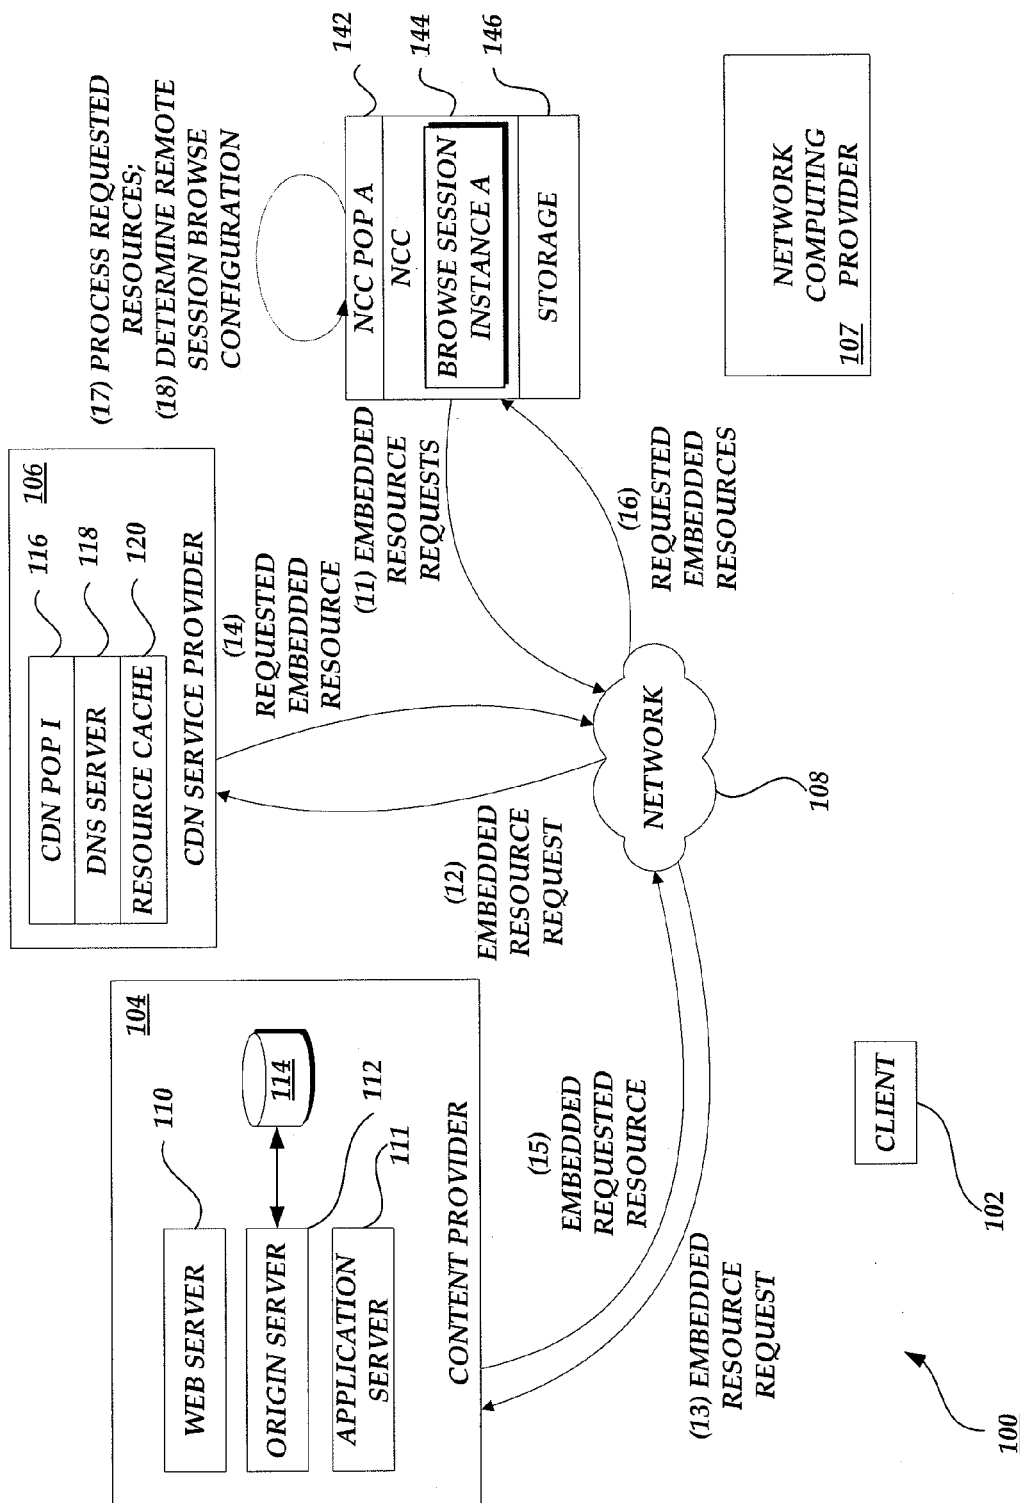 104
WEB SERVER
110
ORIGIN SERVER
114
112
APPLICATION
SERVER
111
CONTENT PROVIDER
106
CDN POP I
116
DNS SERVER
118
RESOURCE CACHE
120
CDN SERVICE PROVIDER
(17) PROCESS REQUESTED
RESOURCES;
(18) DETERMINE REMOTE
SESSION BROWSE
CONFIGURATION
NCC POP A
142
NCC
144
BROWSE SESSION
INSTANCE A
STORAGE
146
(11) EMBEDDED
RESOURCE
REQUESTS
(14)
REQUESTED
EMBEDDED
RESOURCE
(12)
EMBEDDED
RESOURCE
REQUEST
(16)
REQUESTED
EMBEDDED
RESOURCES
NETWORK
108
(15)
EMBEDDED
REQUESTED
RESOURCE
(13) EMBEDDED
RESOURCE
REQUEST
CLIENT
102
NETWORK
COMPUTING
PROVIDER
107
100